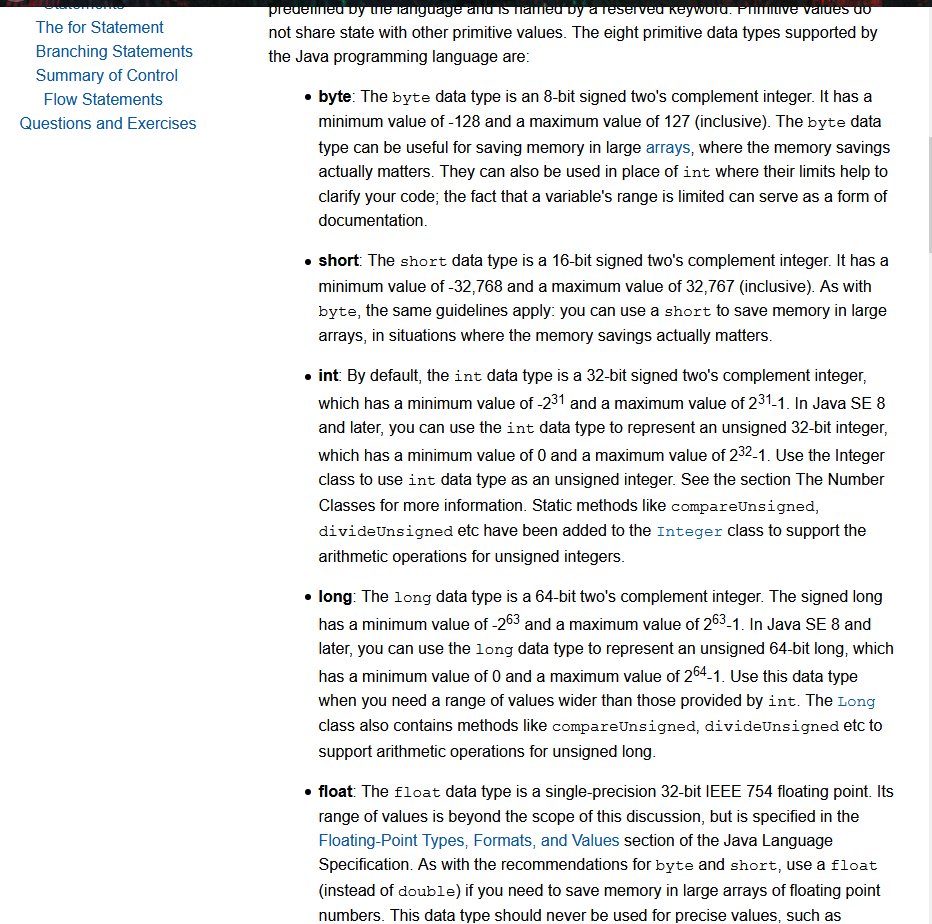 Statements
The for Statement
Branching Statements
Summary of Control
Flow Statements
Questions and Exercises
predefined by the language and is named by a reserved keyword. Primitive values do
not share state with other primitive values. The eight primitive data types supported by
the Java programming language are:
• byte: The byte data type is an 8-bit signed two's complement integer. It has a
minimum value of -128 and a maximum value of 127 (inclusive). The byte data
type can be useful for saving memory in large arrays, where the memory savings
actually matters. They can also be used in place of int where their limits help to
clarify your code; the fact that a variable's range is limited can serve as a form of
documentation.
• short: The short data type is a 16-bit signed two's complement integer. It has a
minimum value of -32,768 and a maximum value of 32,767 (inclusive). As with
byte, the same guidelines apply: you can use a short to save memory in large
arrays, in situations where the memory savings actually matters.
• int: By default, the int data type is a 32-bit signed two's complement integer,
which has a minimum value of -2³¹ and a maximum value of 2³¹-1. In Java SE 8
and later, you can use the int data type to represent an unsigned 32-bit integer,
which has a minimum value of 0 and a maximum value of 2³²-1. Use the Integer
class to use int data type as an unsigned integer. See the section The Number
Classes for more information. Static methods like compareUnsigned,
divideUnsigned etc have been added to the Integer class to support the
arithmetic operations for unsigned integers.
• long: The long data type is a 64-bit two's complement integer. The signed long
has a minimum value of -2⁶³ and a maximum value of 2⁶³-1. In Java SE 8 and
later, you can use the long data type to represent an unsigned 64-bit long, which
has a minimum value of 0 and a maximum value of 2⁶⁴-1. Use this data type
when you need a range of values wider than those provided by int. The Long
class also contains methods like compareUnsigned, divideUnsigned etc to
support arithmetic operations for unsigned long.
• float: The float data type is a single-precision 32-bit IEEE 754 floating point. Its
range of values is beyond the scope of this discussion, but is specified in the
Floating-Point Types, Formats, and Values section of the Java Language
Specification. As with the recommendations for byte and short, use a float
(instead of double) if you need to save memory in large arrays of floating point
numbers. This data type should never be used for precise values, such as